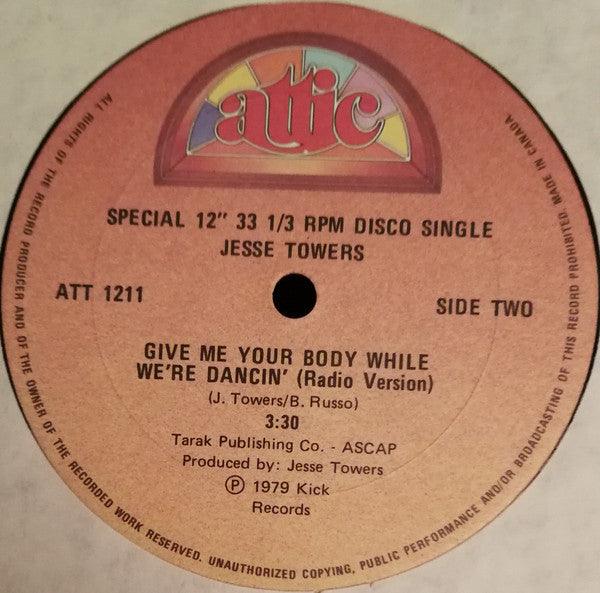 attic
SPECIAL 12" 33 1/3 RPM DISCO SINGLE
JESSE TOWERS
ATT 1211
SIDE TWO
GIVE ME YOUR BODY WHILE
WE'RE DANCIN' (Radio Version)
(J. Towers/B. Russo)
3:30
Tarak Publishing Co. - ASCAP
Produced by: Jesse Towers
Ⓟ 1979 Kick
Records
ALL RIGHTS OF THE RECORD PRODUCER AND OF THE OWNER OF THE RECORDED WORK RESERVED. UNAUTHORIZED COPYING, PUBLIC PERFORMANCE AND/OR BROADCASTING OF THIS RECORD PROHIBITED. MADE IN CANADA